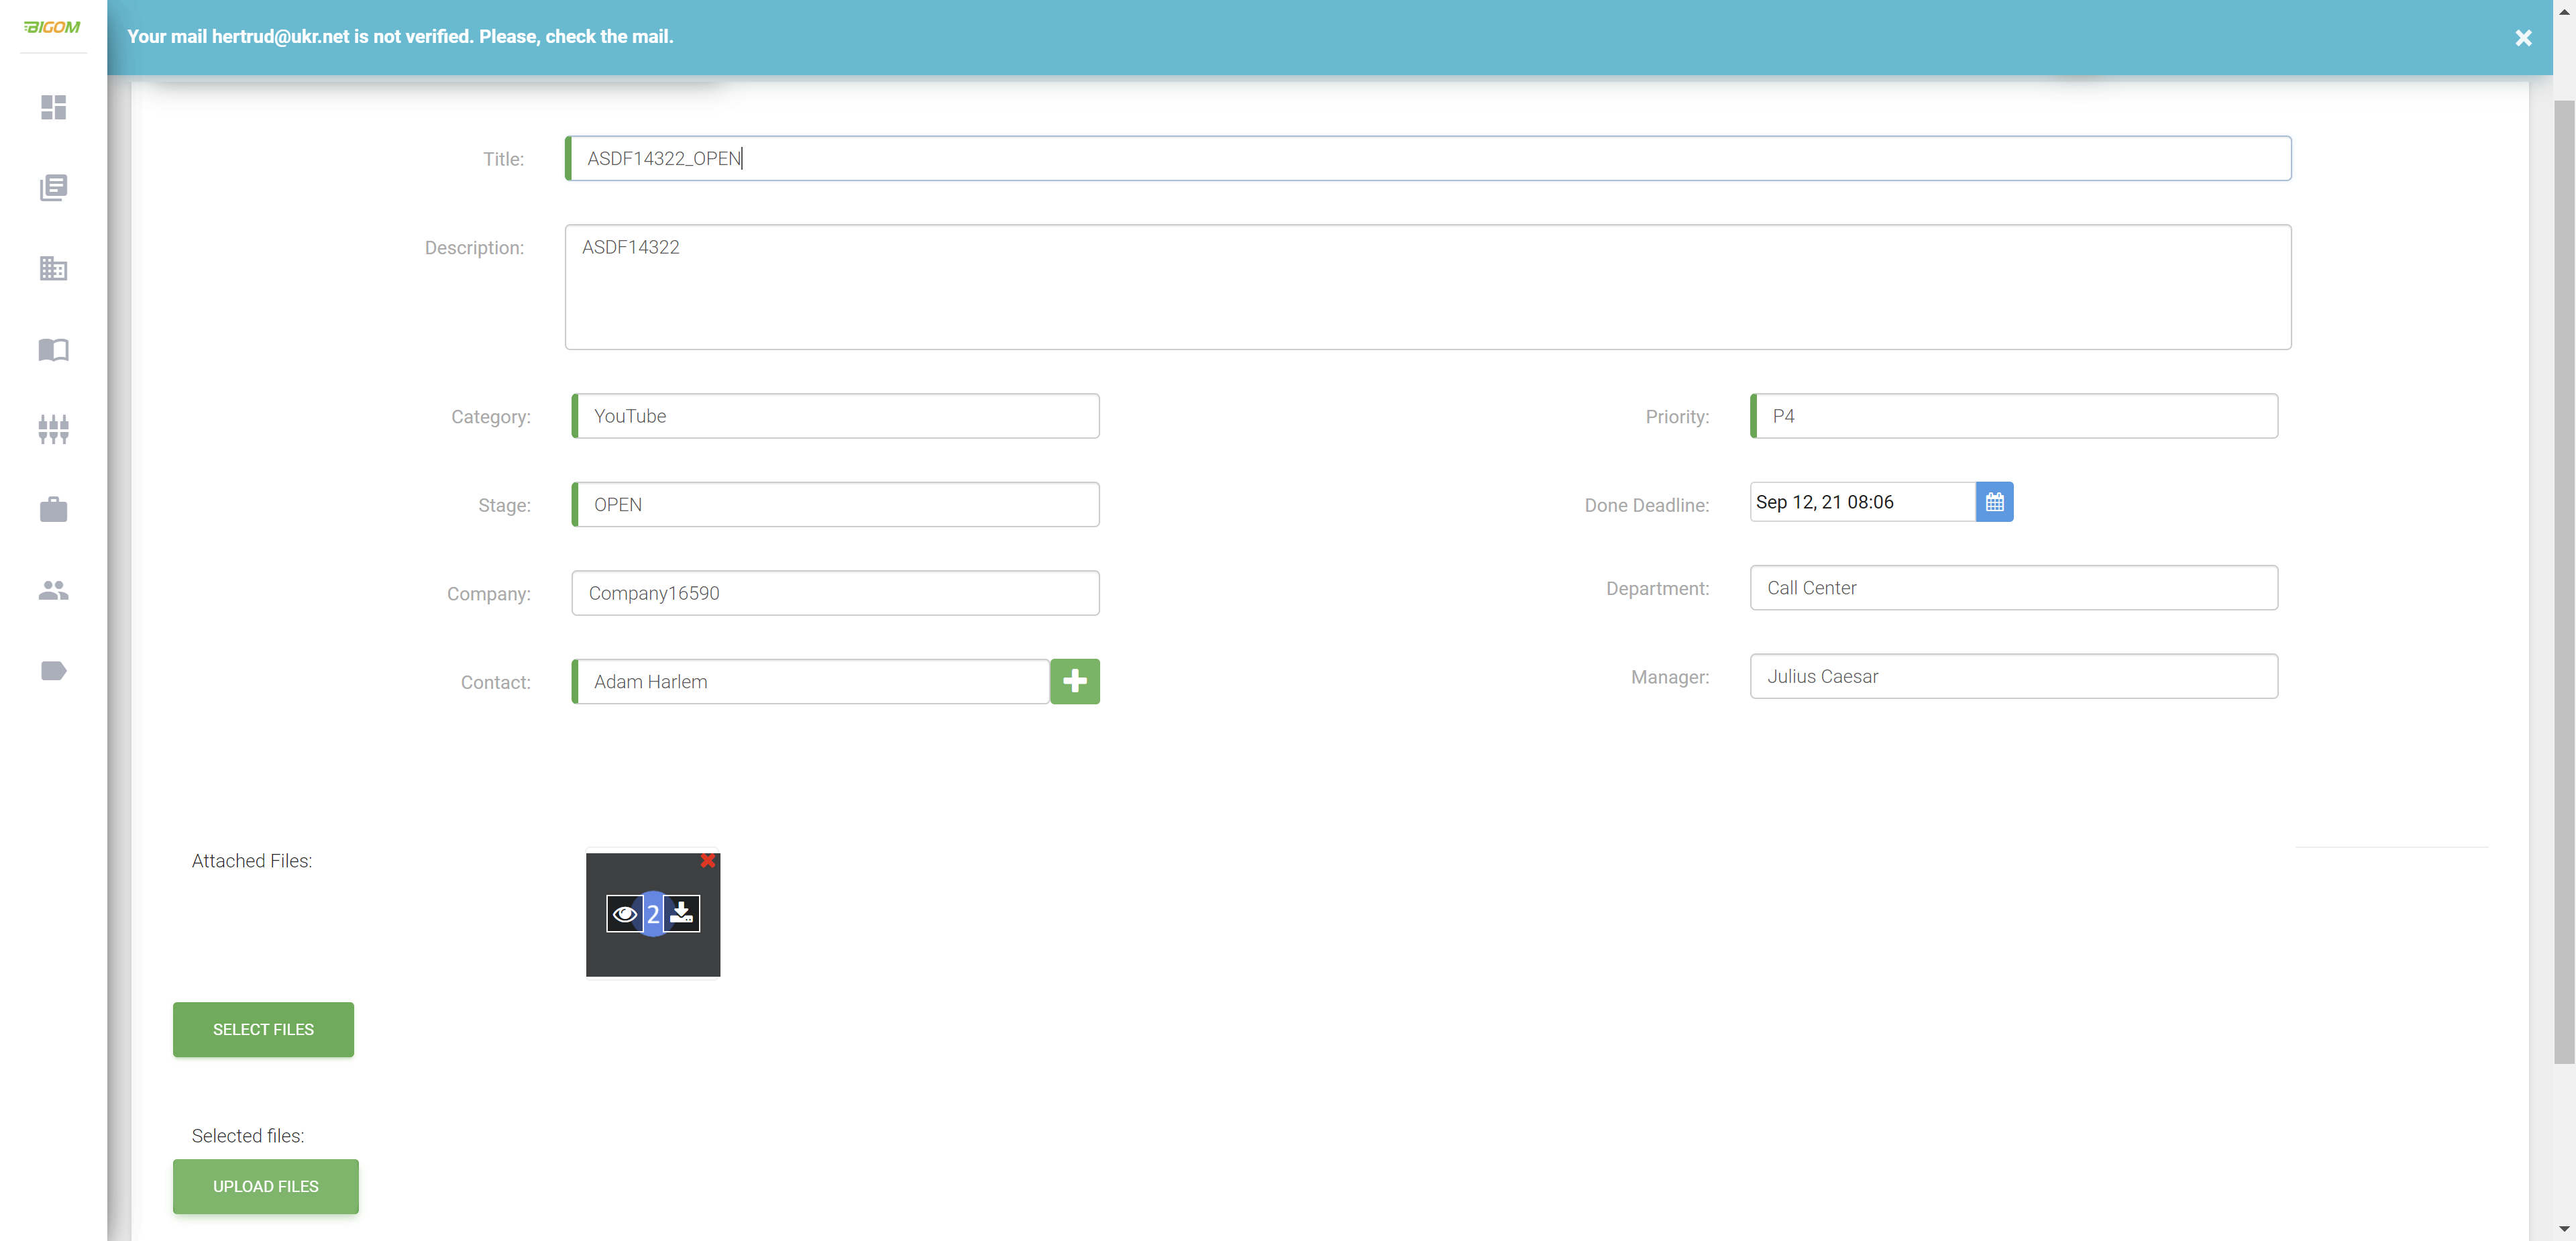 BIGOM
Your mail hertrud@ukr.net is not verified. Please, check the mail.
Title:
ASDF14322_OPEN
Description:
ASDF14322
Category:
YouTube
Priority:
P4
Stage:
OPEN
Done Deadline:
Sep 12, 21 08:06
Company:
Company16590
Department:
Call Center
Contact:
Adam Harlem
Manager:
Julius Caesar
Attached Files:
2
SELECT FILES
Selected files:
UPLOAD FILES